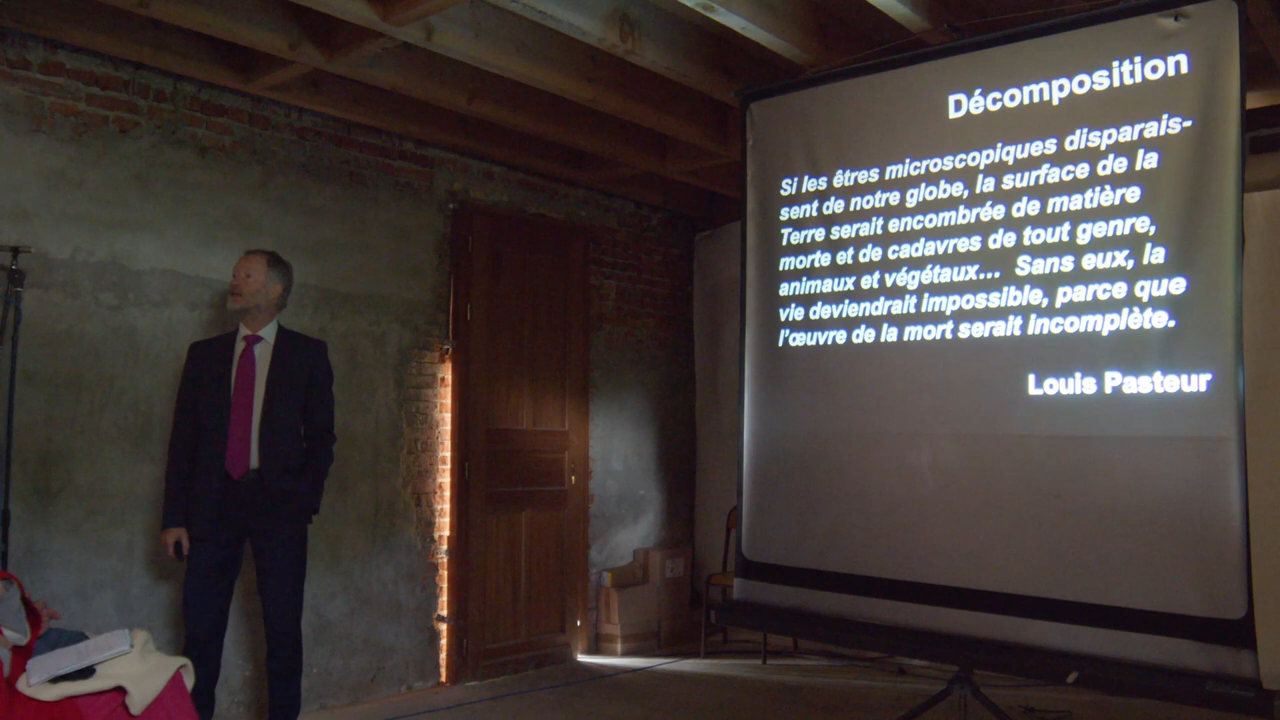 Décomposition
Si les êtres microscopiques disparais-
sent de notre globe, la surface de la
Terre serait encombrée de matière
morte et de cadavres de tout genre,
animaux et végétaux... Sans eux, la
vie deviendrait impossible, parce que
l'œuvre de la mort serait incomplète.
Louis Pasteur